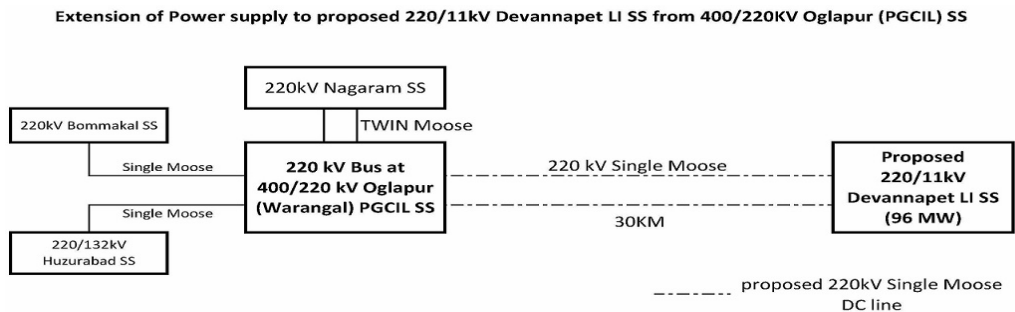 Extension of Power supply to proposed 220/11kV Devannapet LI SS from 400/220KV Oglapur (PGCIL) SS
220kV Nagaram SS
220kV Bommakal SS
TWIN Moose
Single Moose
220 kV Bus at
400/220 kV Oglapur
(Warangal) PGCIL SS
220 kV Single Moose
Proposed
220/11kV
Devannapet LI SS
(96 MW)
Single Moose
30KM
220/132kV
Huzurabad SS
proposed 220kV Single Moose
DC line